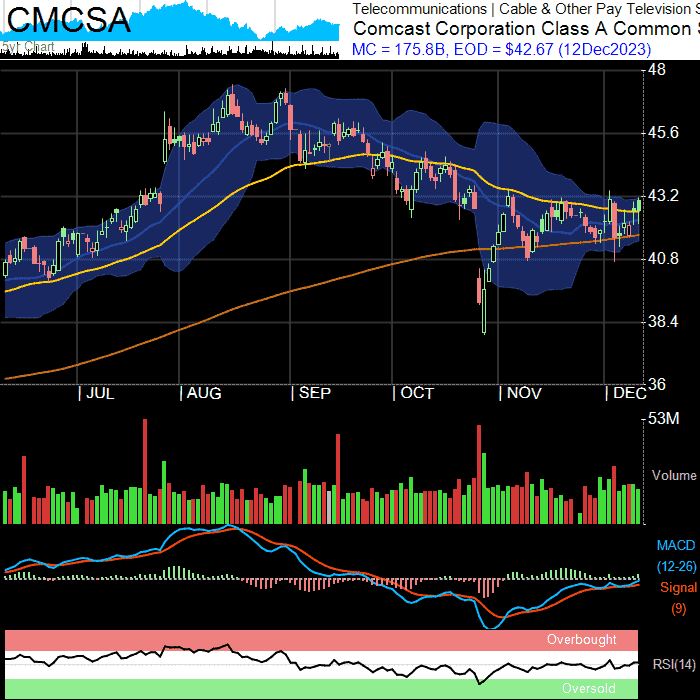 CMCSA
5yr Chart
Telecommunications | Cable & Other Pay Television S
Comcast Corporation Class A Common S
MC = 175.8B, EOD = $42.67 (12Dec2023)
48
45.6
43.2
40.8
38.4
36
| JUL | AUG | SEP | OCT | NOV | DEC
53M
Volume
MACD
(12-26)
Signal
(9)
Overbought
RSI(14)
Oversold